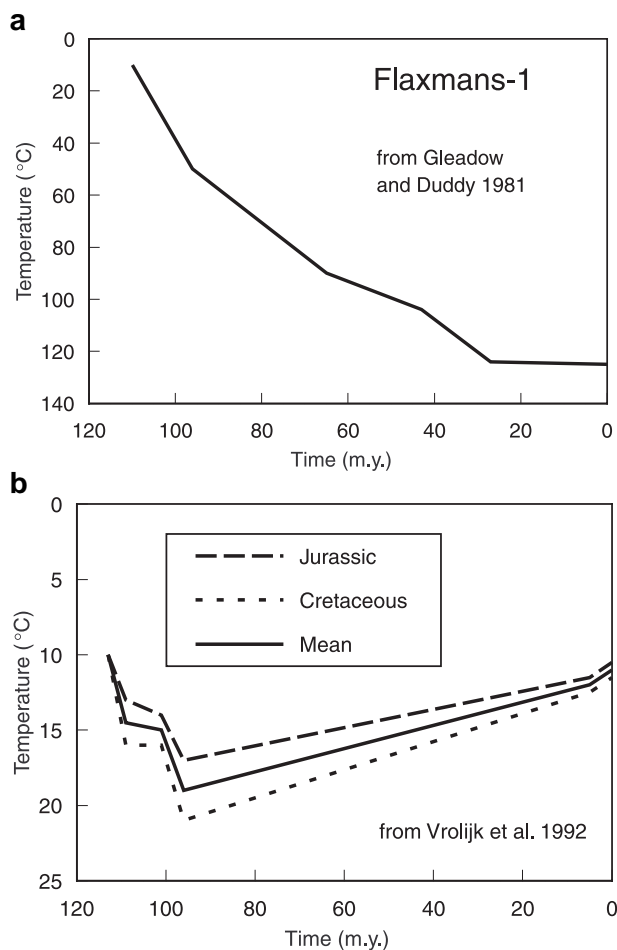 a
0
20
40
60
80
100
120
140
Temperature (°C)
Flaxmans-1
from Gleadow
and Duddy 1981
120 100 80 60 40 20 0
Time (m.y.)
b
0
5
10
15
20
25
Temperature (°C)
Jurassic
Cretaceous
Mean
from Vrolijk et al. 1992
120 100 80 60 40 20 0
Time (m.y.)